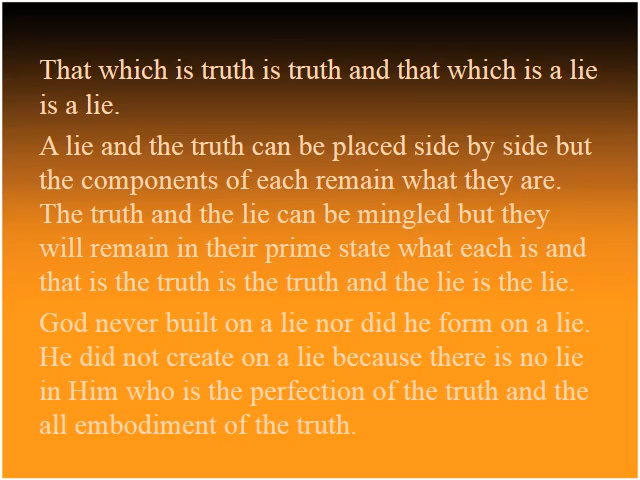 That which is truth is truth and that which is a lie
is a lie.
A lie and the truth can be placed side by side but
the components of each remain what they are.
The truth and the lie can be mingled but they
will remain in their prime state what each is and
that is the truth is the truth and the lie is the lie.
God never built on a lie nor did he form on a lie.
He did not create on a lie because there is no lie
in Him who is the perfection of the truth and the
all embodiment of the truth.